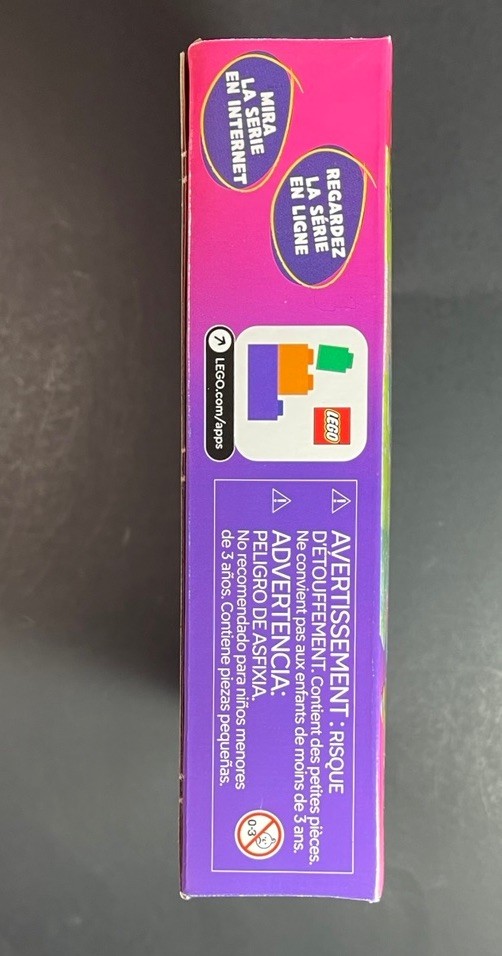 MIRA
LA SERIE
EN INTERNET
REGARDEZ
LA SÉRIE
EN LIGNE
LEGO
LEGO.com/apps
AVERTISSEMENT : RISQUE
D'ÉTOUFFEMENT. Contient des petites pièces.
Ne convient pas aux enfants de moins de 3 ans.
ADVERTENCIA:
PELIGRO DE ASFIXIA.
No recomendado para niños menores
de 3 años. Contiene piezas pequeñas.
0-3